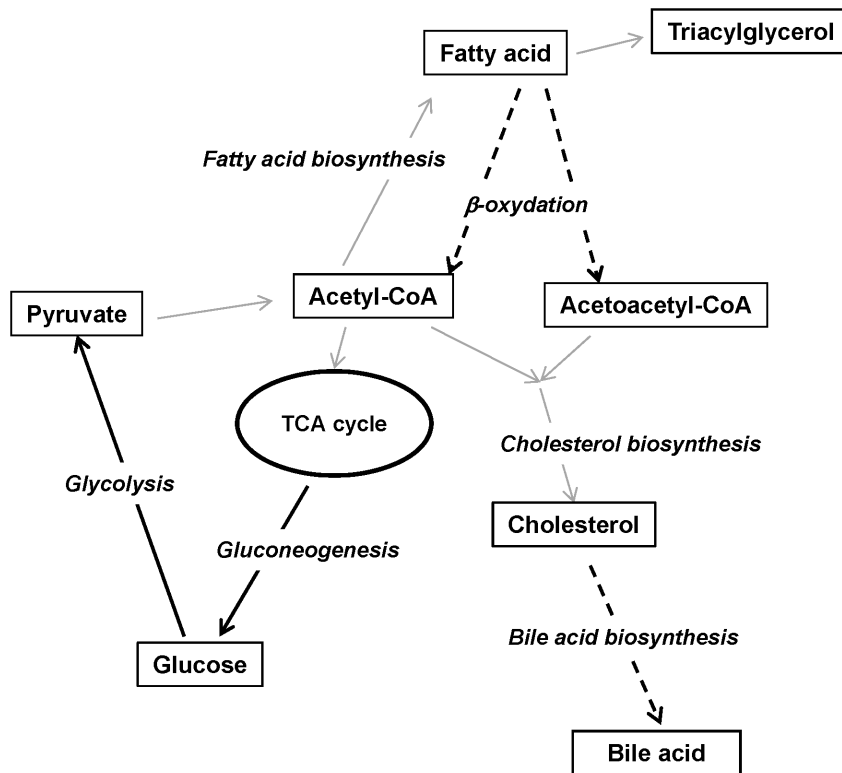 Triacylglycerol
Fatty acid
Fatty acid biosynthesis
β-oxydation
Acetyl-CoA
Acetoacetyl-CoA
Pyruvate
TCA cycle
Cholesterol biosynthesis
Glycolysis
Cholesterol
Gluconeogenesis
Bile acid biosynthesis
Glucose
Bile acid